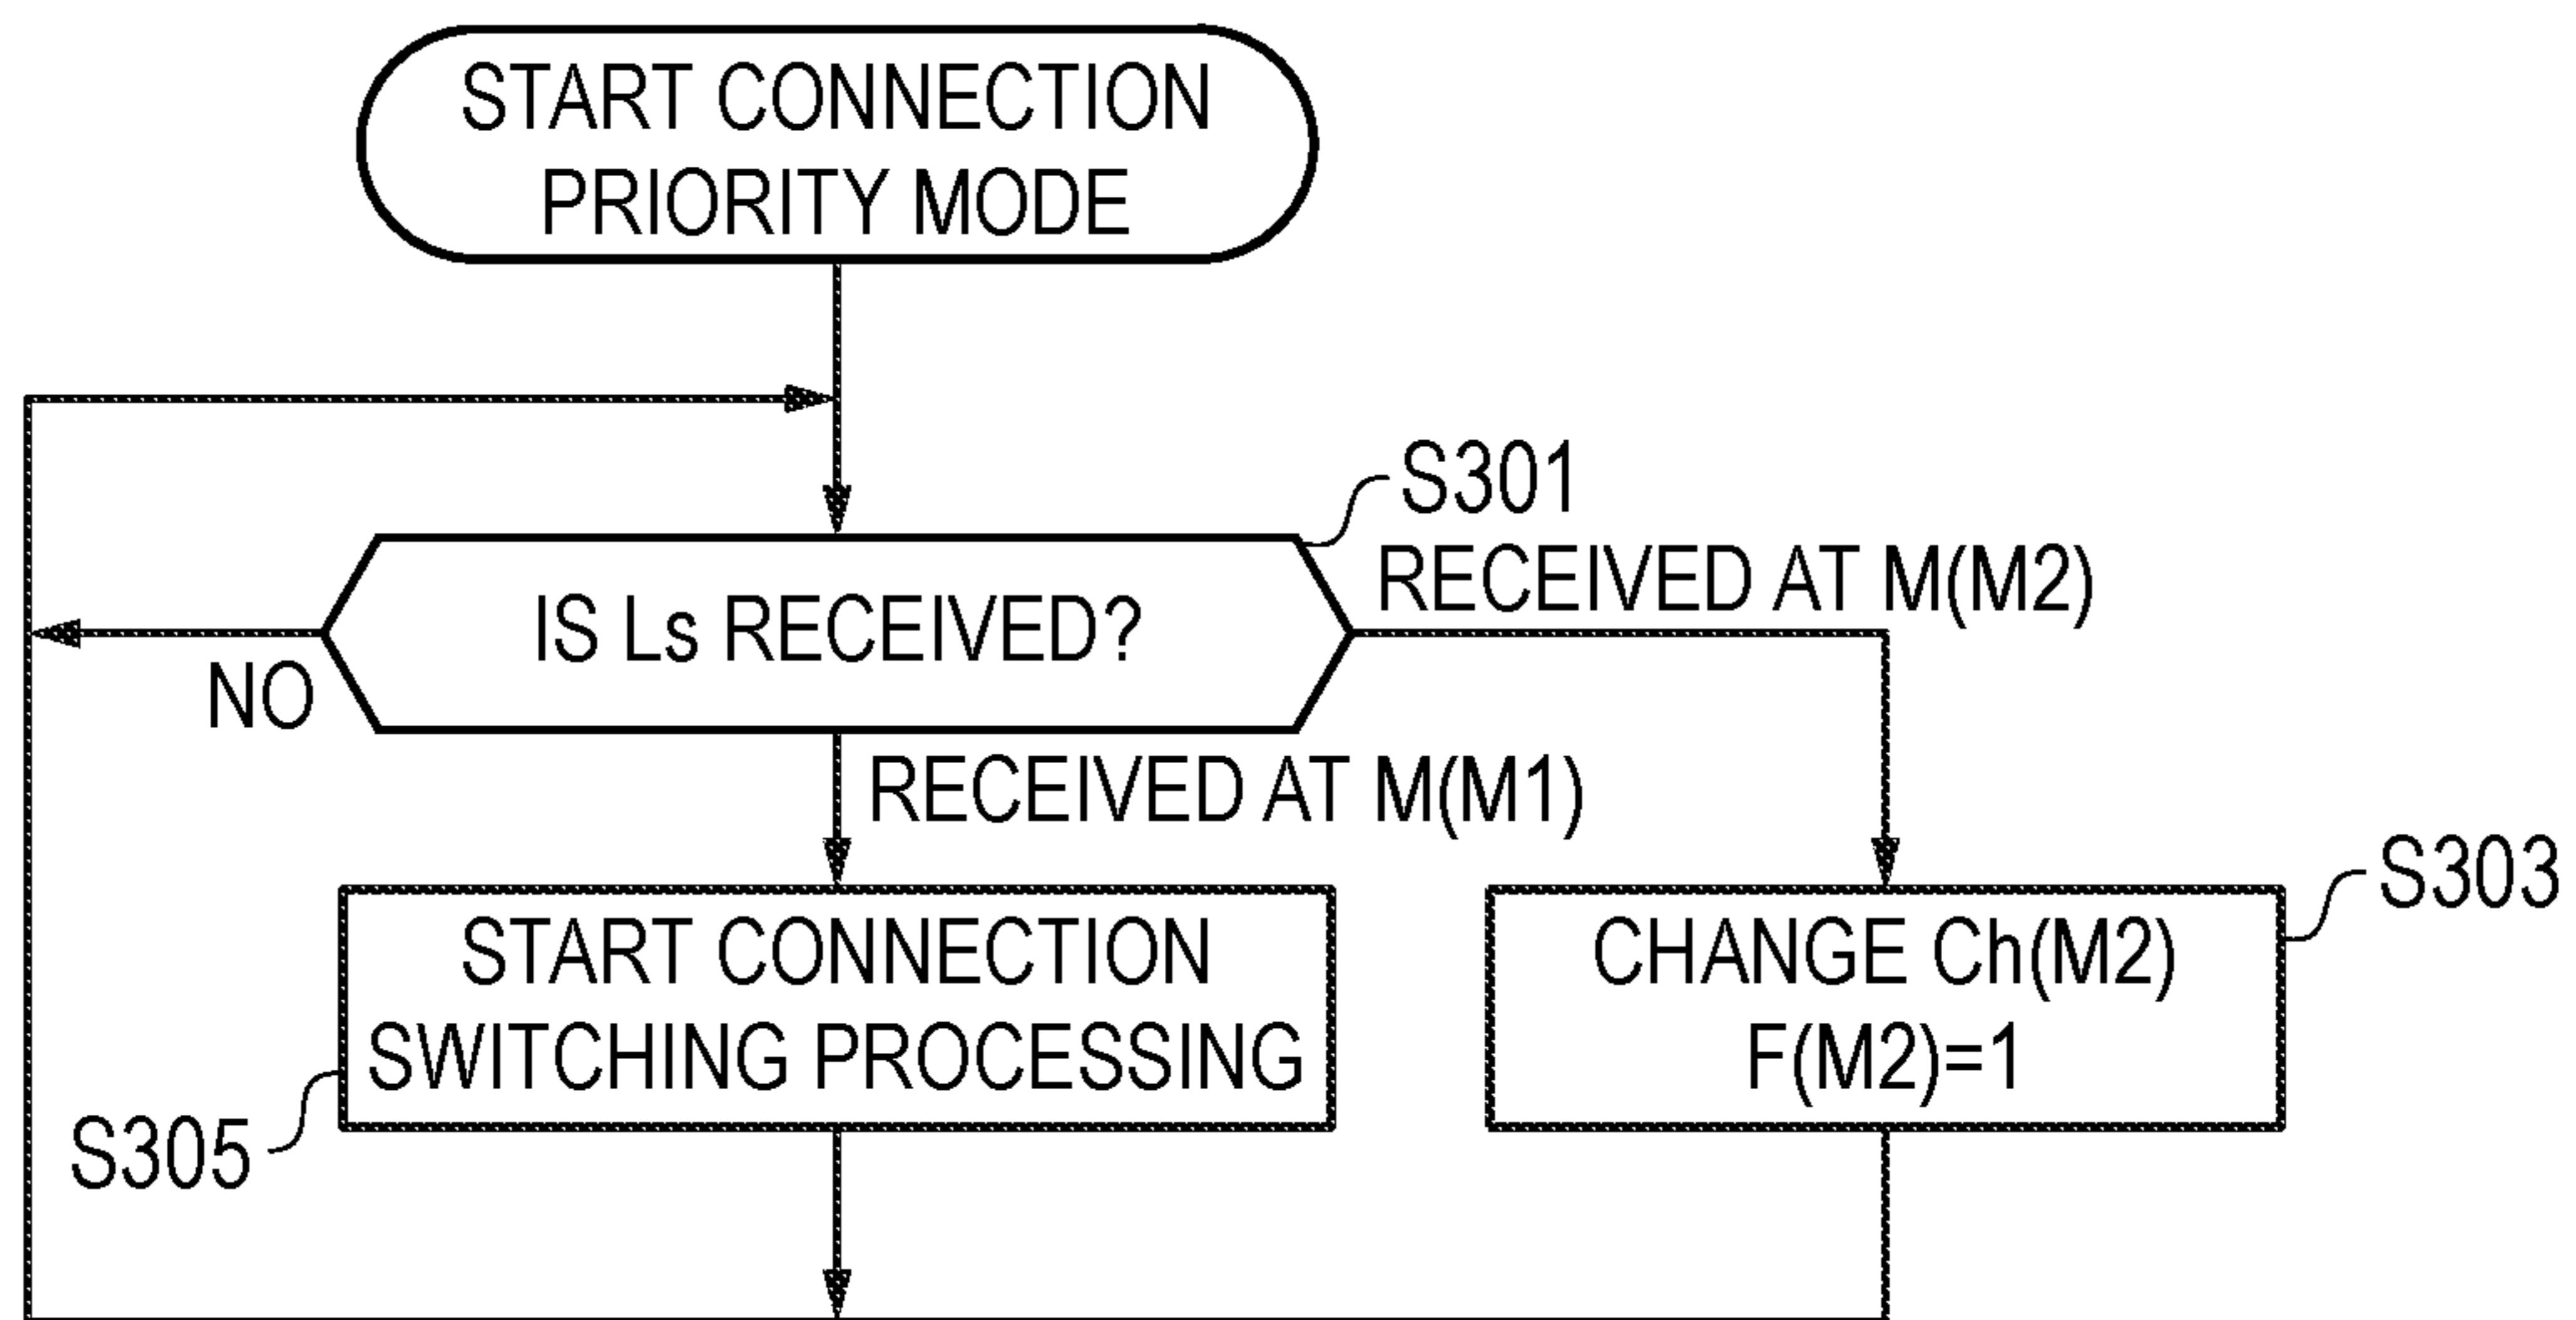 START CONNECTION
PRIORITY MODE
S301
RECEIVED AT M(M2)
IS Ls RECEIVED?
NO
RECEIVED AT M(M1)
S303
START CONNECTION
SWITCHING PROCESSING
CHANGE Ch(M2)
F(M2)=1
S305